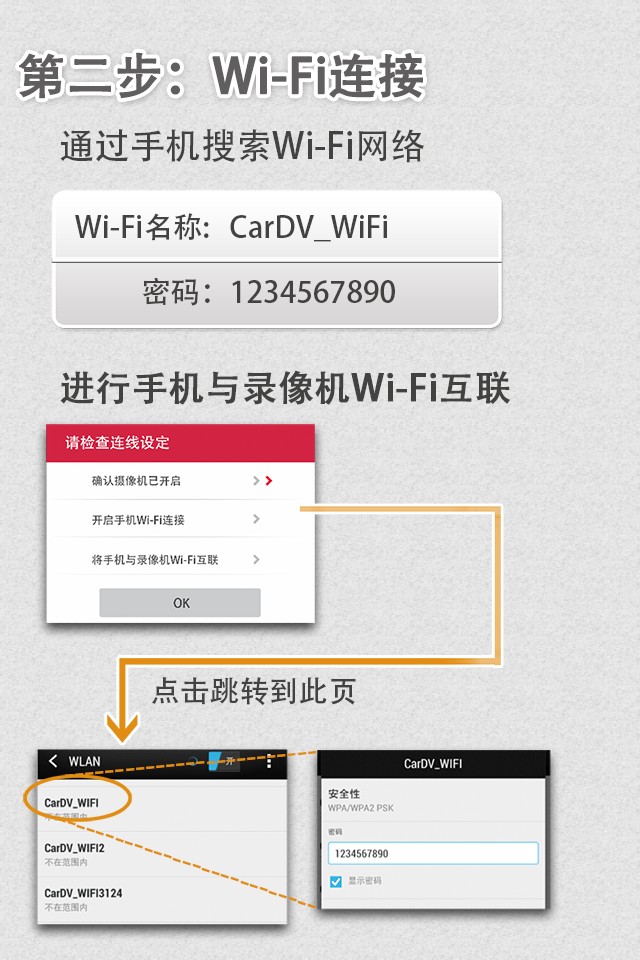 第二步：Wi-Fi连接
通过手机搜索Wi-Fi网络
Wi-Fi名称：CarDV_WiFi
密码：1234567890
进行手机与录像机Wi-Fi互联
请检查连线设定
确认摄像机已开启
开启手机Wi-Fi连接
将手机与录像机Wi-Fi互联
OK
点击跳转到此页
WLAN 开
CarDV_WIFI
不在范围内
CarDV_WIFI2
不在范围内
CarDV_WIFI3124
不在范围内
CarDV_WIFI
安全性
WPA/WPA2 PSK
密码
1234567890
显示密码